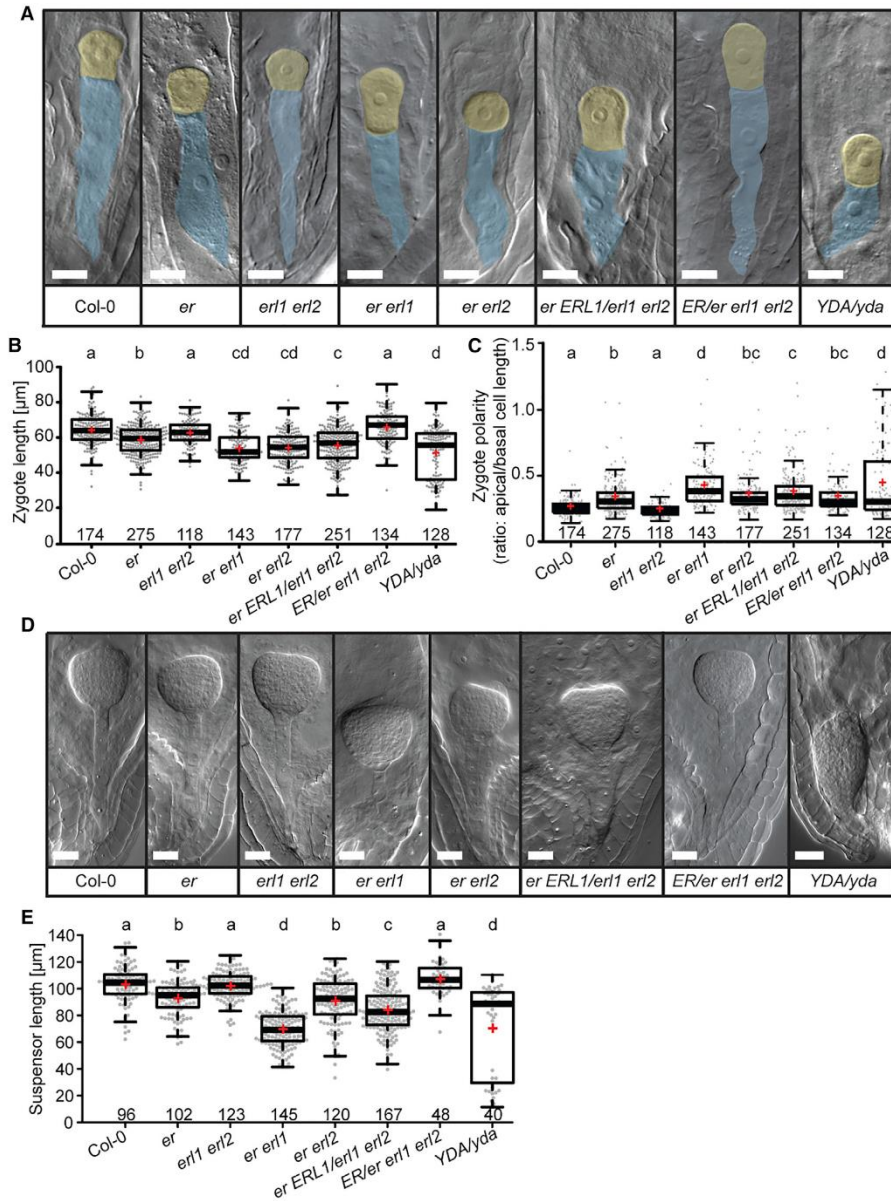 A
Col-0 er erl1 erl2 er erl1 er erl2 er ERL1/erl1 erl2 ER/er erl1 erl2 YDA/yda
B
a b a cd cd c a d
Zygote length [µm]
100
80
60
40
20
0
174 275 118 143 177 251 134 128
Col-0 er erl1 erl2 er erl1 er erl2 er ERL1/erl1 erl2 ER/er erl1 erl2 YDA/yda
C
a b a d bc c bc d
Zygote polarity
(ratio: apical/basal cell length)
1.5
1.0
0.5
0.0
174 275 118 143 177 251 134 128
Col-0 er erl1 erl2 er erl1 er erl2 er ERL1/erl1 erl2 ER/er erl1 erl2 YDA/yda
D
Col-0 er erl1 erl2 er erl1 er erl2 er ERL1/erl1 erl2 ER/er erl1 erl2 YDA/yda
E
a b a d b c a d
Suspensor length [µm]
140
120
100
80
60
40
20
0
96 102 123 145 120 167 48 40
Col-0 er erl1 erl2 er erl1 er erl2 er ERL1/erl1 erl2 ER/er erl1 erl2 YDA/yda